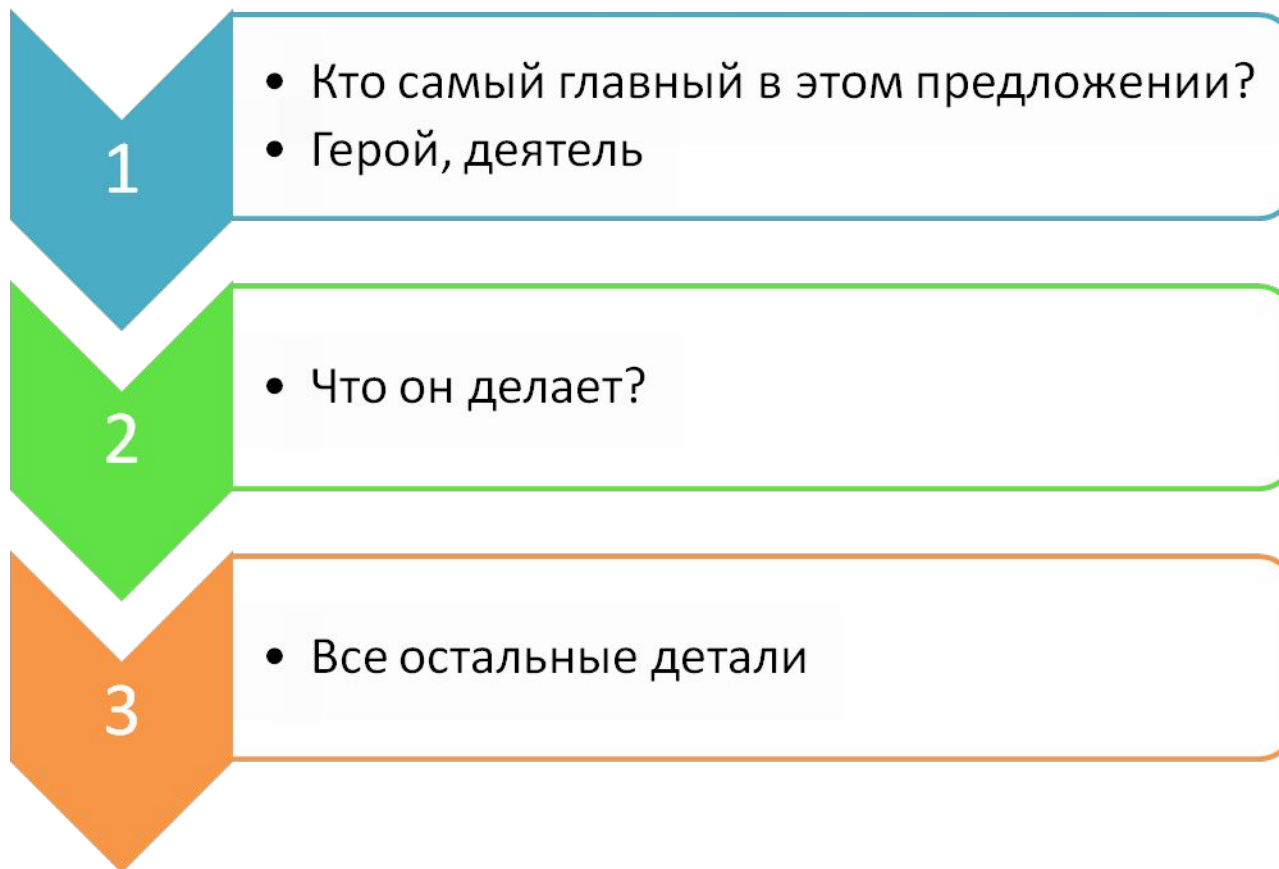 1
• Кто самый главный в этом предложении?
• Герой, деятель
2
• Что он делает?
3
• Все остальные детали